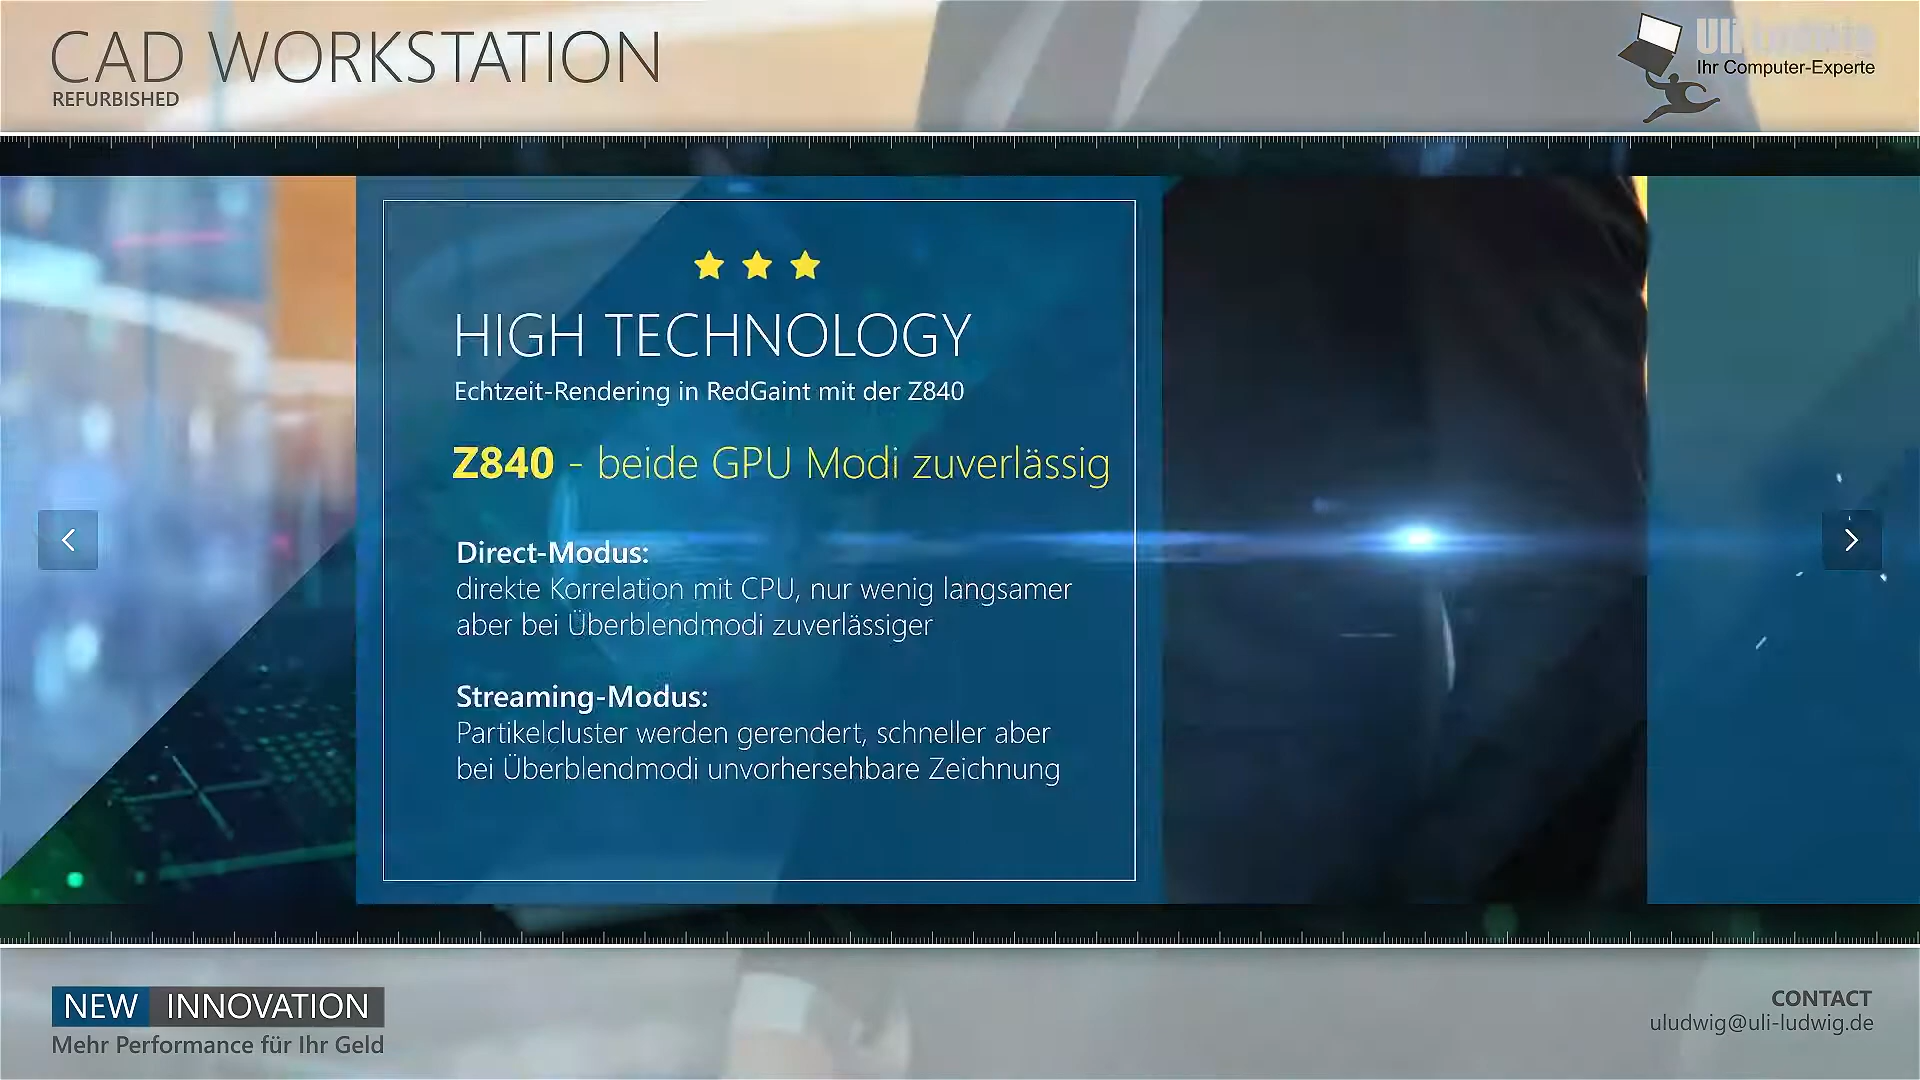 CAD WORKSTATION
REFURBISHED
Uli Ludwig
Ihr Computer-Experte
HIGH TECHNOLOGY
Echtzeit-Rendering in RedGaint mit der Z840
Z840 - beide GPU Modi zuverlässig
Direct-Modus:
direkte Korrelation mit CPU, nur wenig langsamer
aber bei Überblendmodi zuverlässiger
Streaming-Modus:
Partikelcluster werden gerendert, schneller aber
bei Überblendmodi unvorhersehbare Zeichnung
NEW INNOVATION
Mehr Performance für Ihr Geld
CONTACT
uludwig@uli-ludwig.de